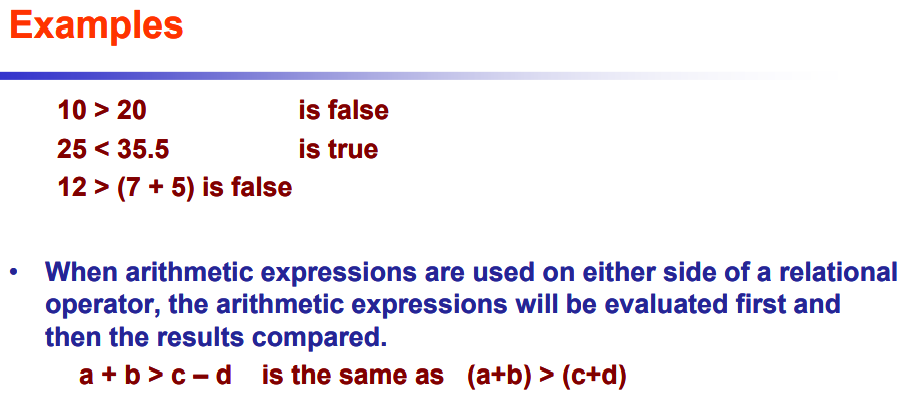 Examples
10 > 20 is false
25 < 35.5 is true
12 > (7 + 5) is false
• When arithmetic expressions are used on either side of a relational
operator, the arithmetic expressions will be evaluated first and
then the results compared.
a + b > c – d is the same as (a+b) > (c+d)